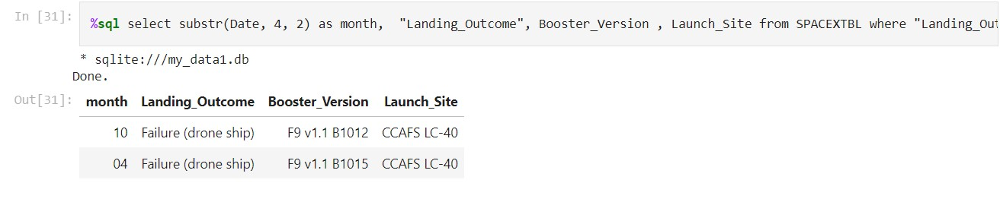 In [31]: %sql select substr(Date, 4, 2) as month,  "Landing_Outcome", Booster_Version , Launch_Site from SPACEXTBL where "Landing_Out
* sqlite:///my_data1.db
Done.
Out[31]: month Landing_Outcome Booster_Version Launch_Site
10 Failure (drone ship) F9 v1.1 B1012 CCAFS LC-40
04 Failure (drone ship) F9 v1.1 B1015 CCAFS LC-40